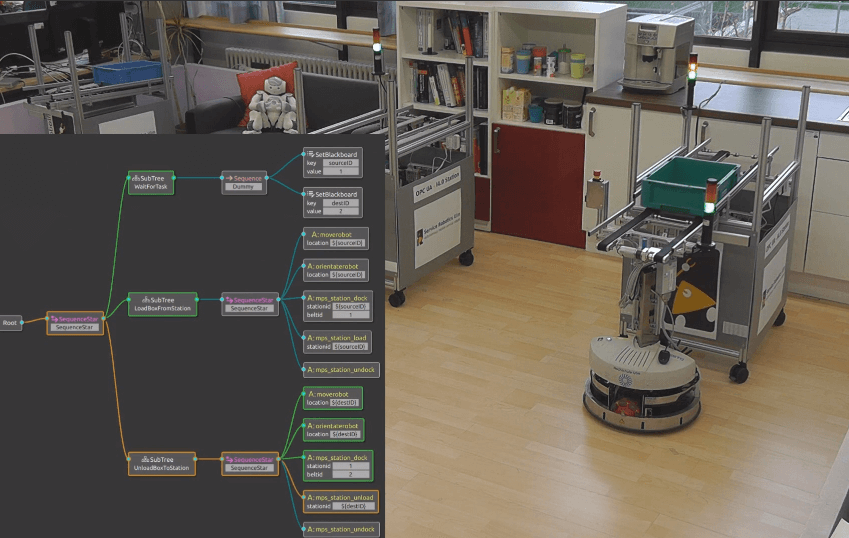 SubTree
WaitForTask
Sequence
Dummy
SetBlackboard
key sourceID
value 1
SetBlackboard
key destID
value 2
A:moverobot
location ${sourceID}
A:orientaterobot
location ${sourceID}
A:mps_station_dock
stationid ${sourceID}
beltid 1
A:mps_station_load
stationid ${sourceID}
A:mps_station_undock
Root
SequenceStar
SequenceStar
SubTree
LoadBoxFromStation
SequenceStar
SequenceStar
A:moverobot
location ${destID}
A:orientaterobot
location ${destID}
A:mps_station_dock
stationid 1
beltid 2
A:mps_station_unload
stationid ${destID}
A:mps_station_undock
SubTree
UnloadBoxToStation
SequenceStar
SequenceStar
OPC UA - I4.0 Station
Service Robotics Ulm